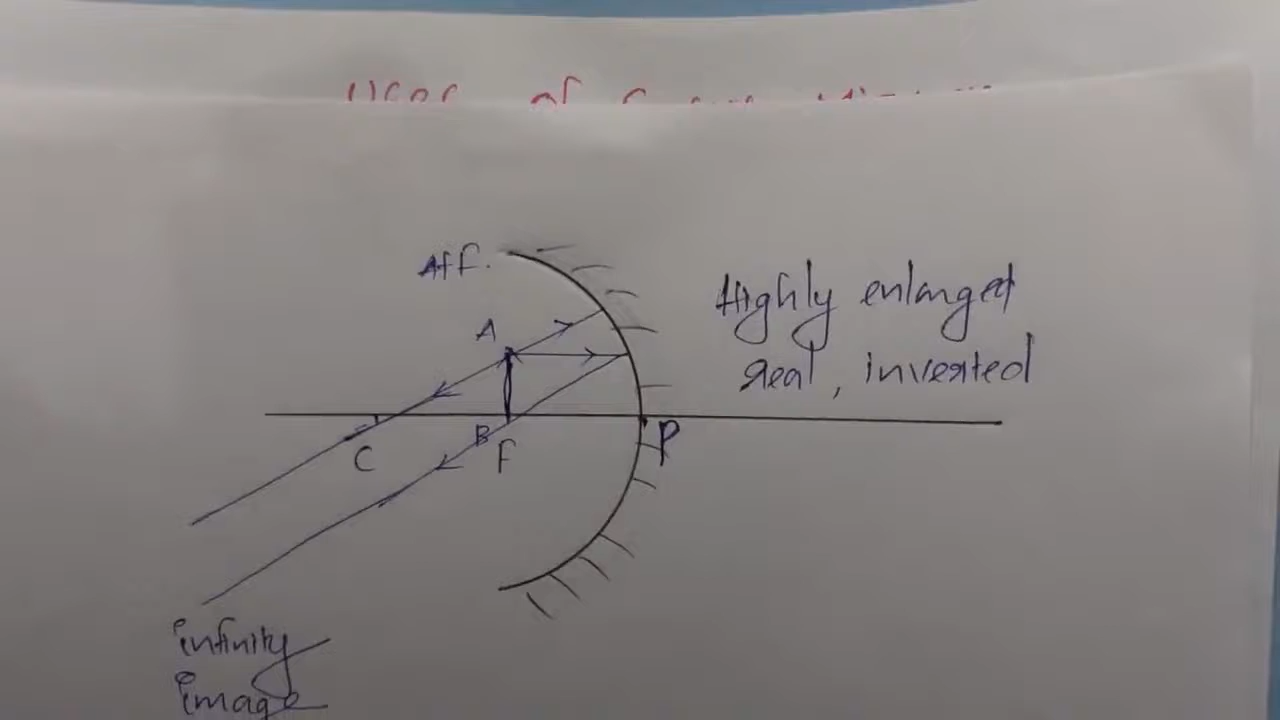 At F.
A
Highly enlarged
real, inverted
C
B
F
P
infinity
image